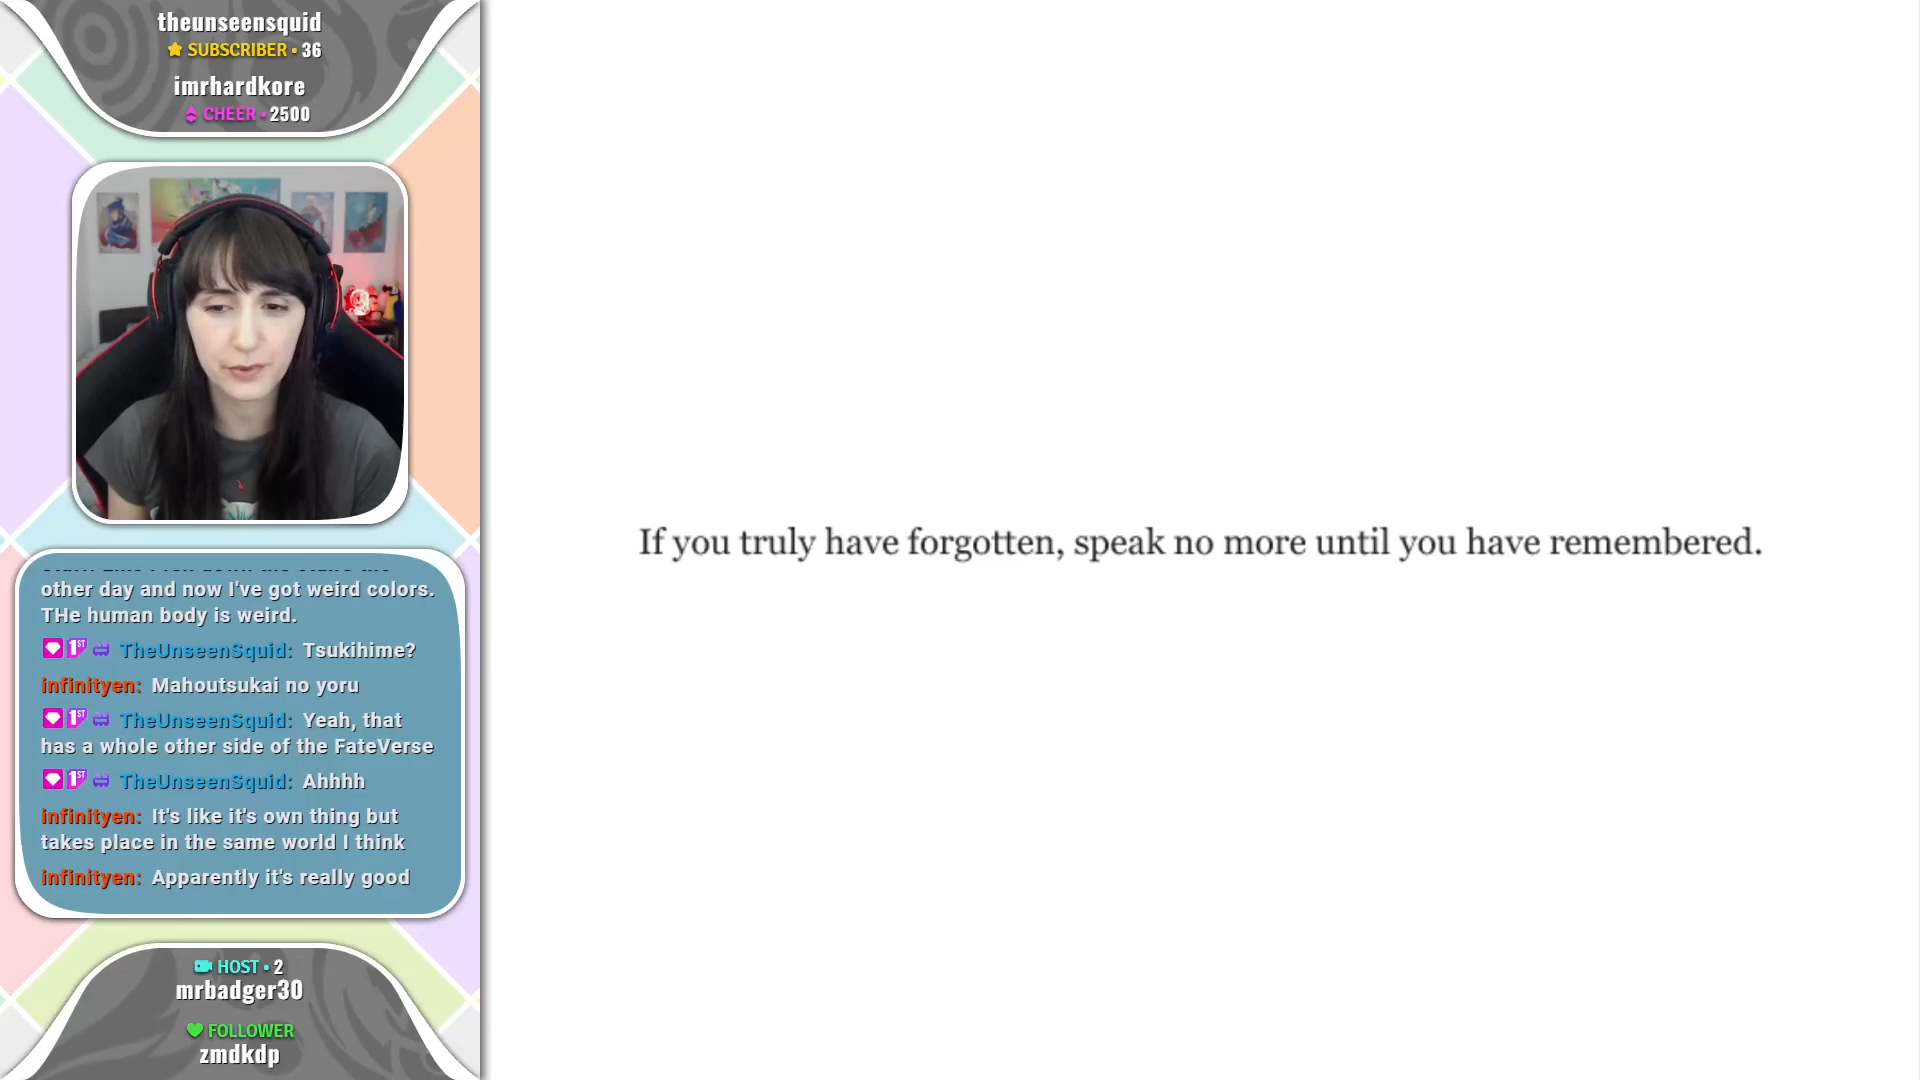 theunseensquid
SUBSCRIBER • 36
imrhardkore
CHEER • 2500
other day and now I've got weird colors.
THe human body is weird.
1ST TheUnseenSquid: Tsukihime?
infinityen: Mahoutsukai no yoru
1ST TheUnseenSquid: Yeah, that
has a whole other side of the FateVerse
1ST TheUnseenSquid: Ahhhh
infinityen: It's like it's own thing but
takes place in the same world I think
infinityen: Apparently it's really good
HOST • 2
mrbadger30
FOLLOWER
zmdkdp
If you truly have forgotten, speak no more until you have remembered.